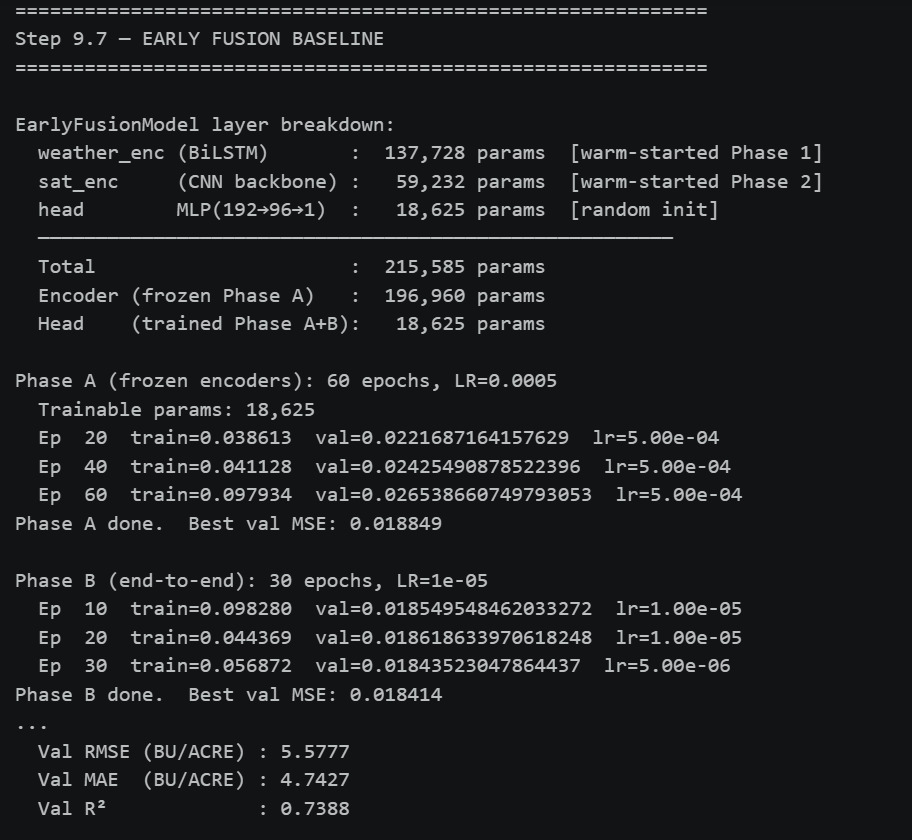 ============================================================
Step 9.7 — EARLY FUSION BASELINE
============================================================
EarlyFusionModel layer breakdown:
  weather_enc (BiLSTM)       :  137,728 params  [warm-started Phase 1]
  sat_enc     (CNN backbone) :   59,232 params  [warm-started Phase 2]
  head        MLP(192→96→1)  :   18,625 params  [random init]
  ───────────────────────────────────────────────────────
  Total                      :  215,585 params
  Encoder (frozen Phase A)   :  196,960 params
  Head    (trained Phase A+B):   18,625 params
Phase A (frozen encoders): 60 epochs, LR=0.0005
  Trainable params: 18,625
  Ep  20  train=0.038613  val=0.0221687164157629  lr=5.00e-04
  Ep  40  train=0.041128  val=0.02425490878522396  lr=5.00e-04
  Ep  60  train=0.097934  val=0.026538660749793053  lr=5.00e-04
Phase A done.  Best val MSE: 0.018849
Phase B (end-to-end): 30 epochs, LR=1e-05
  Ep  10  train=0.098280  val=0.018549548462033272  lr=1.00e-05
  Ep  20  train=0.044369  val=0.018618633970618248  lr=1.00e-05
  Ep  30  train=0.056872  val=0.01843523047864437  lr=5.00e-06
Phase B done.  Best val MSE: 0.018414
...
  Val RMSE (BU/ACRE) : 5.5777
  Val MAE  (BU/ACRE) : 4.7427
  Val R²             : 0.7388